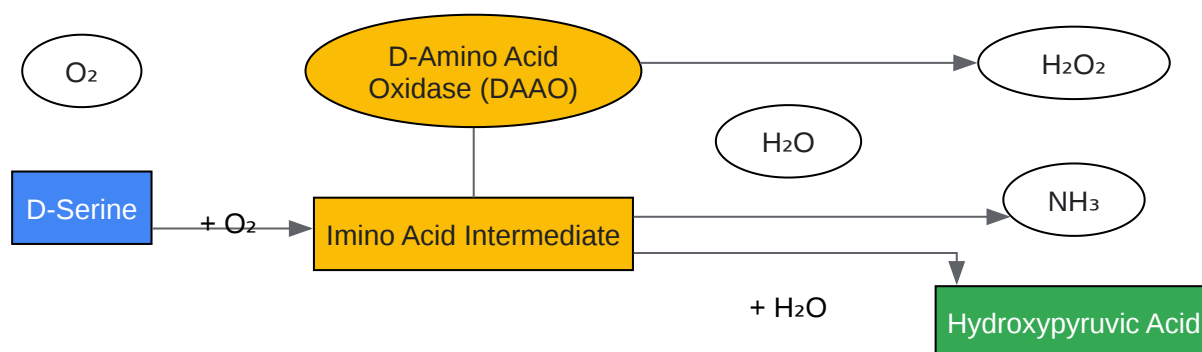 O₂
D-Amino Acid
Oxidase (DAAO)
H₂O₂
H₂O
D-Serine
+ O₂
Imino Acid Intermediate
NH₃
+ H₂O
Hydroxypyruvic Acid